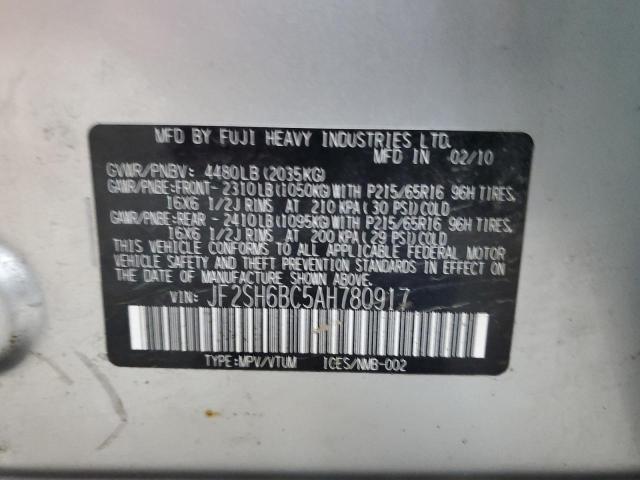 MFD BY FUJI HEAVY INDUSTRIES LTD.
MFD IN 02/10
GVWR/PNBV: 4480LB (2035KG)
GAWR/PNBE:FRONT- 2310LB (1050KG) WITH P215/65R16 96H TIRES,
16X6 1/2J RIMS AT 210 KPA ( 30 PSI) COLD
GAWR/PNBE:REAR - 2410LB (1095KG) WITH P215/65R16 96H TIRES,
16X6 1/2J RIMS AT 200 KPA (29 PSI) COLD
THIS VEHICLE CONFORMS TO ALL APPLICABLE FEDERAL MOTOR
VEHICLE SAFETY AND THEFT PREVENTION STANDARDS IN EFFECT
ON THE DATE OF MANUFACTURE SHOWN ABOVE.
VIN: JF2SH6BC5AH780917
TYPE:MPV/VTUM ICES/NMB-002